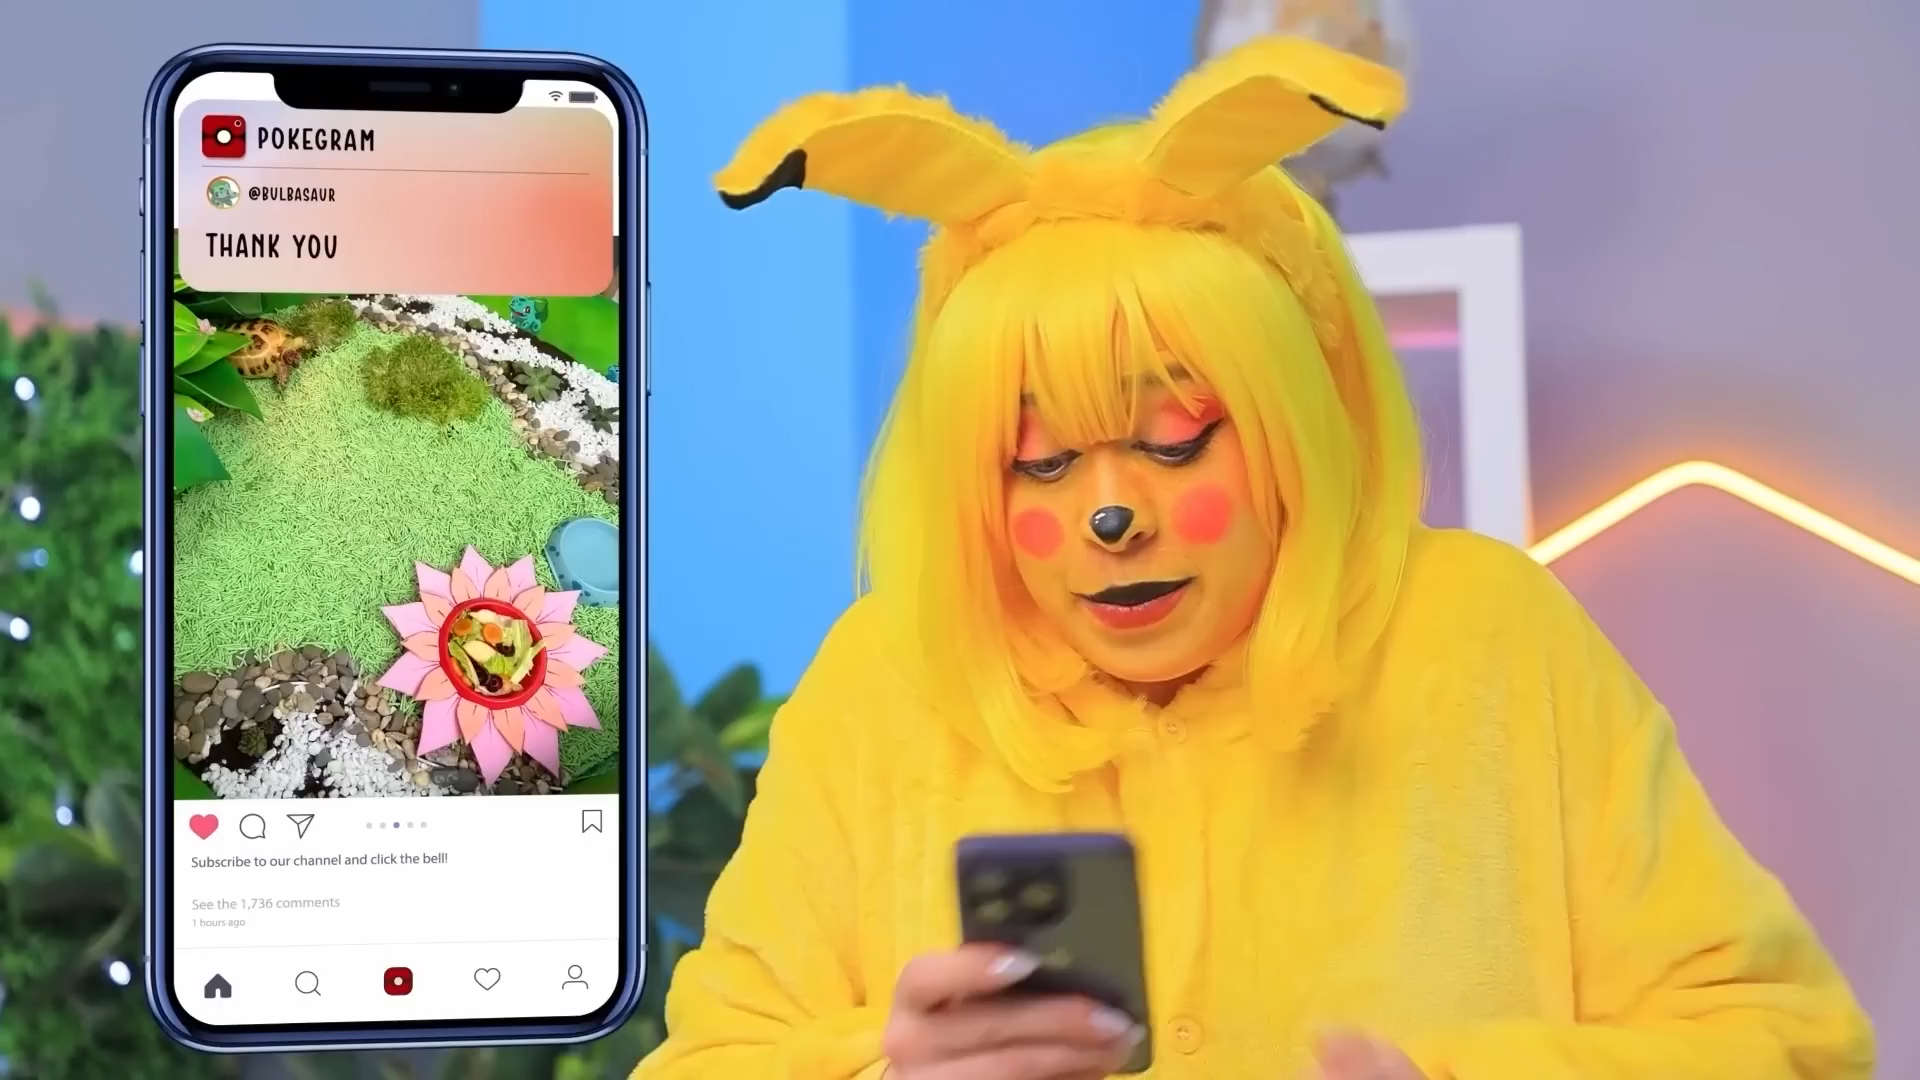 POKEGRAM
@BULBASAUR
THANK YOU
Subscribe to our channel and click the bell!
See the 1,736 comments
1 hours ago